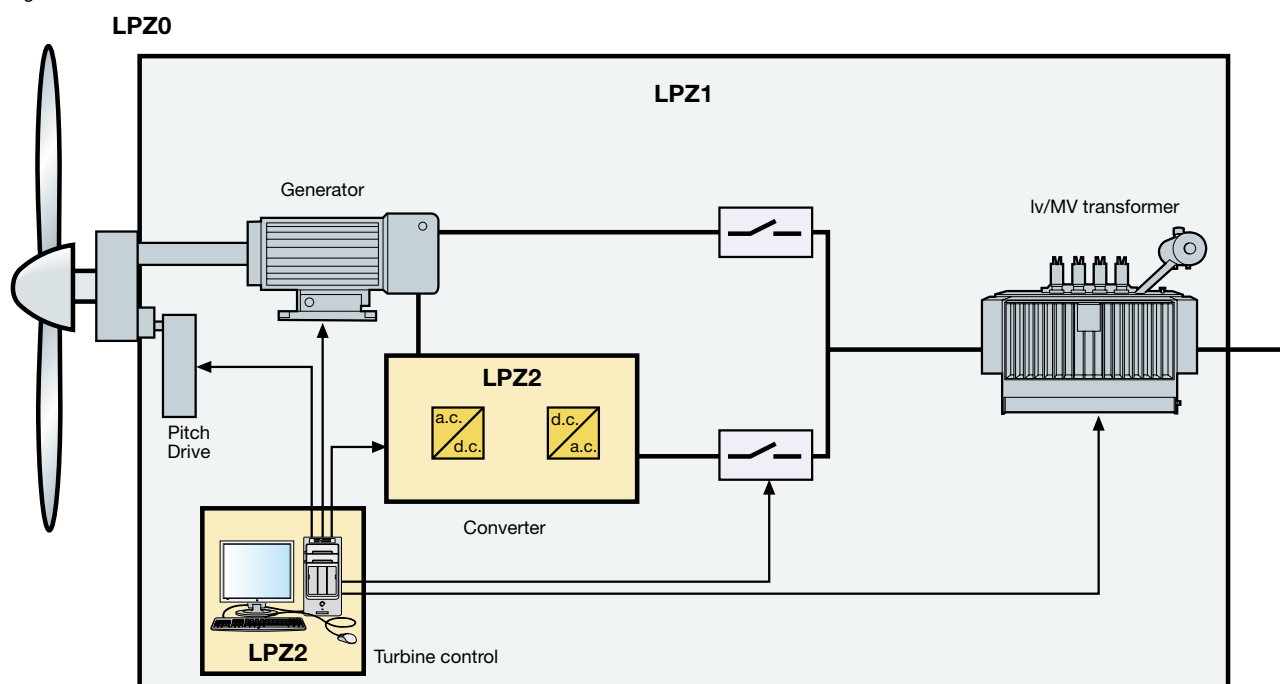 LPZ0
LPZ1
Generator
lv/MV transformer
LPZ2
a.c.
d.c.
d.c.
a.c.
Pitch
Drive
Converter
LPZ2
Turbine control